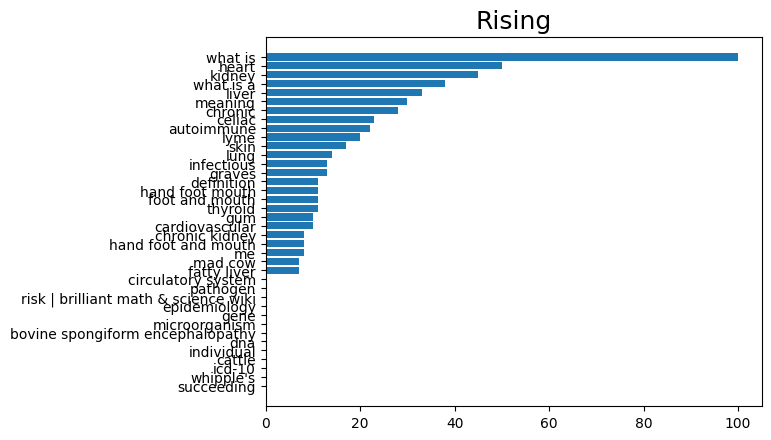 Rising
what is
heart
kidney
what is a
liver
meaning
chronic
celiac
autoimmune
lyme
skin
lung
infectious
graves
definition
hand foot mouth
foot and mouth
thyroid
gum
cardiovascular
chronic kidney
hand foot and mouth
me
mad cow
fatty liver
circulatory system
pathogen
risk | brilliant math & science wiki
epidemiology
gene
microorganism
bovine spongiform encephalopathy
dna
individual
cattle
icd-10
whipple's
succeeding
0 20 40 60 80 100